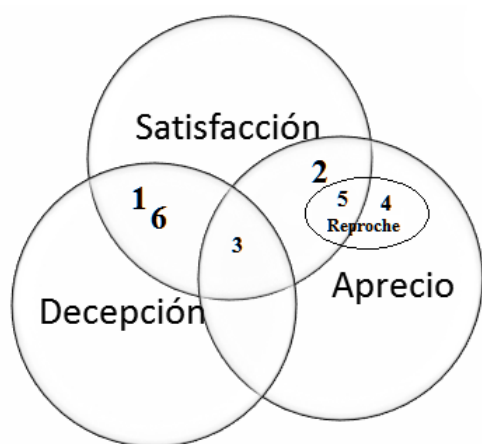 Satisfacción
2
1
6
5
4
Reproche
3
Aprecio
Decepción